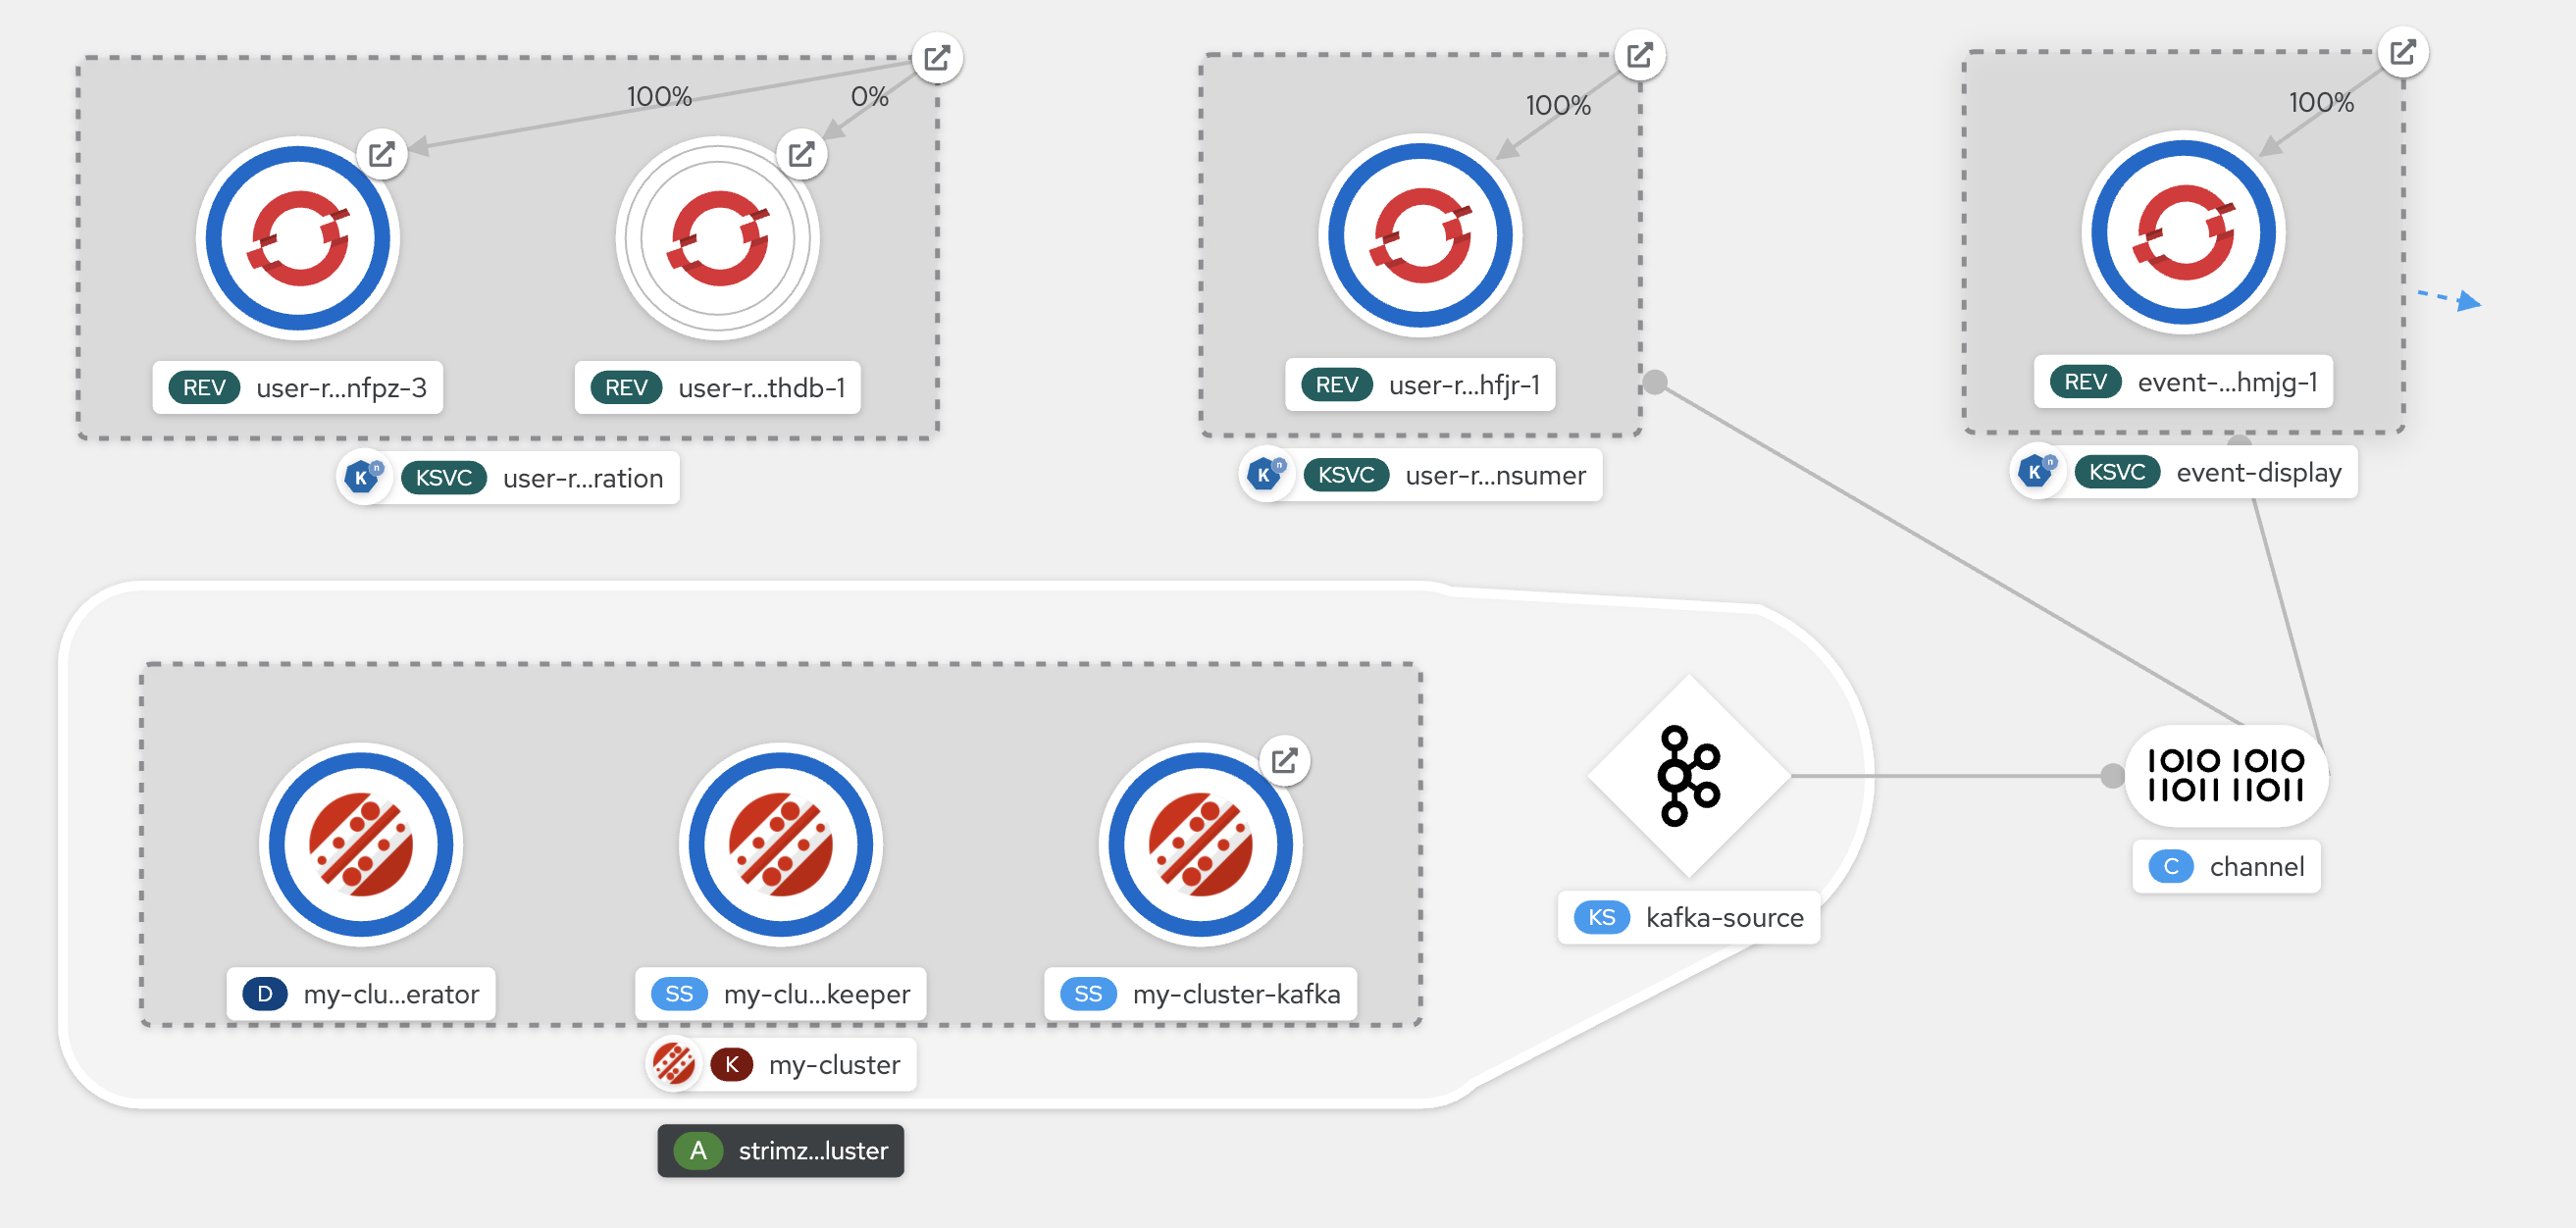 100%
0%
100%
100%
REV user-r...nfpz-3
REV user-r...thdb-1
REV user-r...hfjr-1
REV event-...hmjg-1
K n KSVC user-r...ration
K n KSVC user-r...nsumer
K n KSVC event-display
1010 1010
11011 11011
C channel
KS kafka-source
D my-clu...erator
SS my-clu...keeper
SS my-cluster-kafka
K my-cluster
A strimz...luster